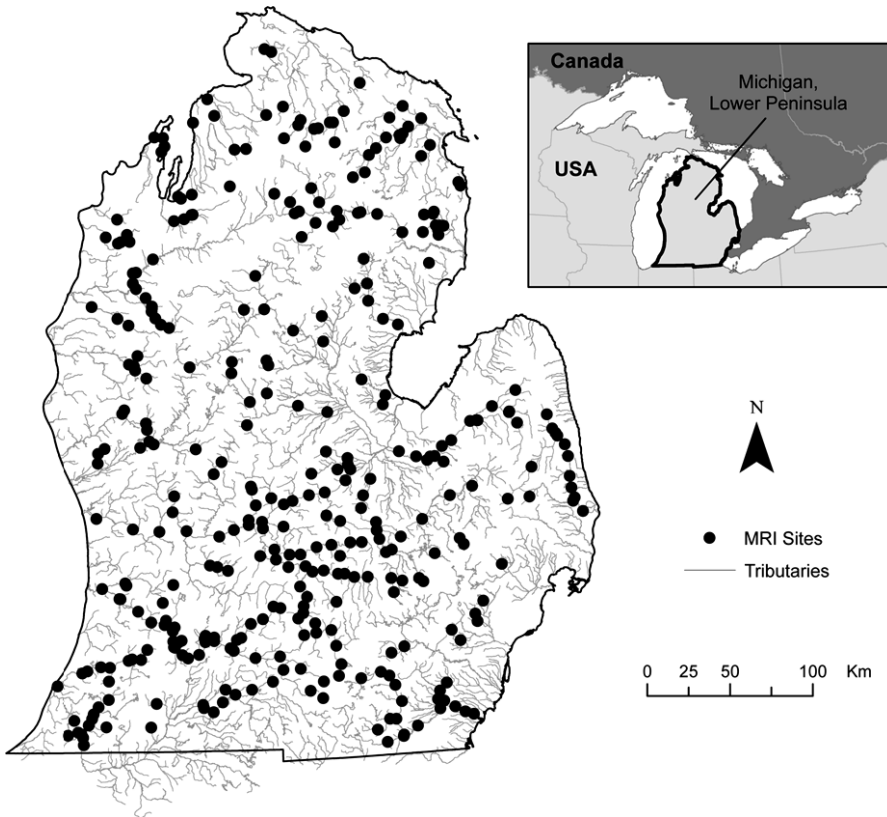 Canada
Michigan,
Lower Peninsula
USA
N
MRI Sites
Tributaries
0 25 50 100 Km